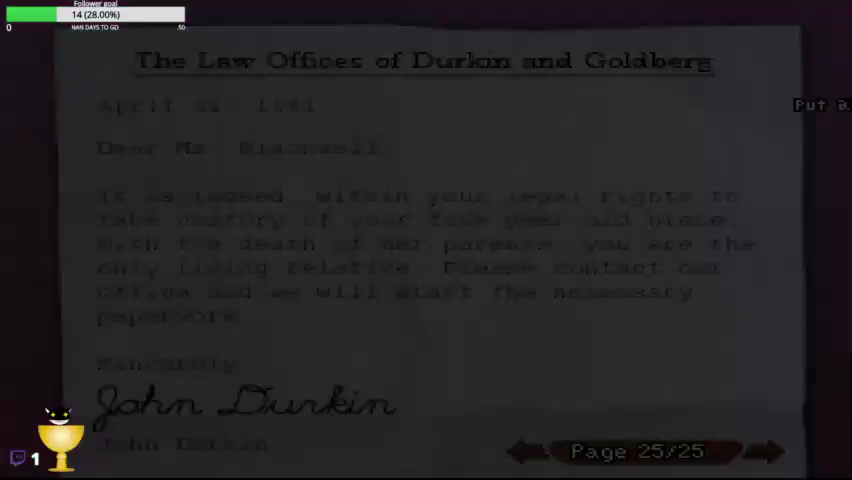 Follower goal
14 (28.00%)
0 NAN DAYS TO GO 50
The Law Offices of Durkin and Goldberg
Put a
April 1981
Dear Ms. Blackwell,
It is indeed, within your legal rights to
take custody of your five year old niece.
With the death of her parents, you are the
only living relative. Please contact our
office and we will start the necessary
paperwork.
Sincerely
John Durkin
John Durkin
Page 25/25
1